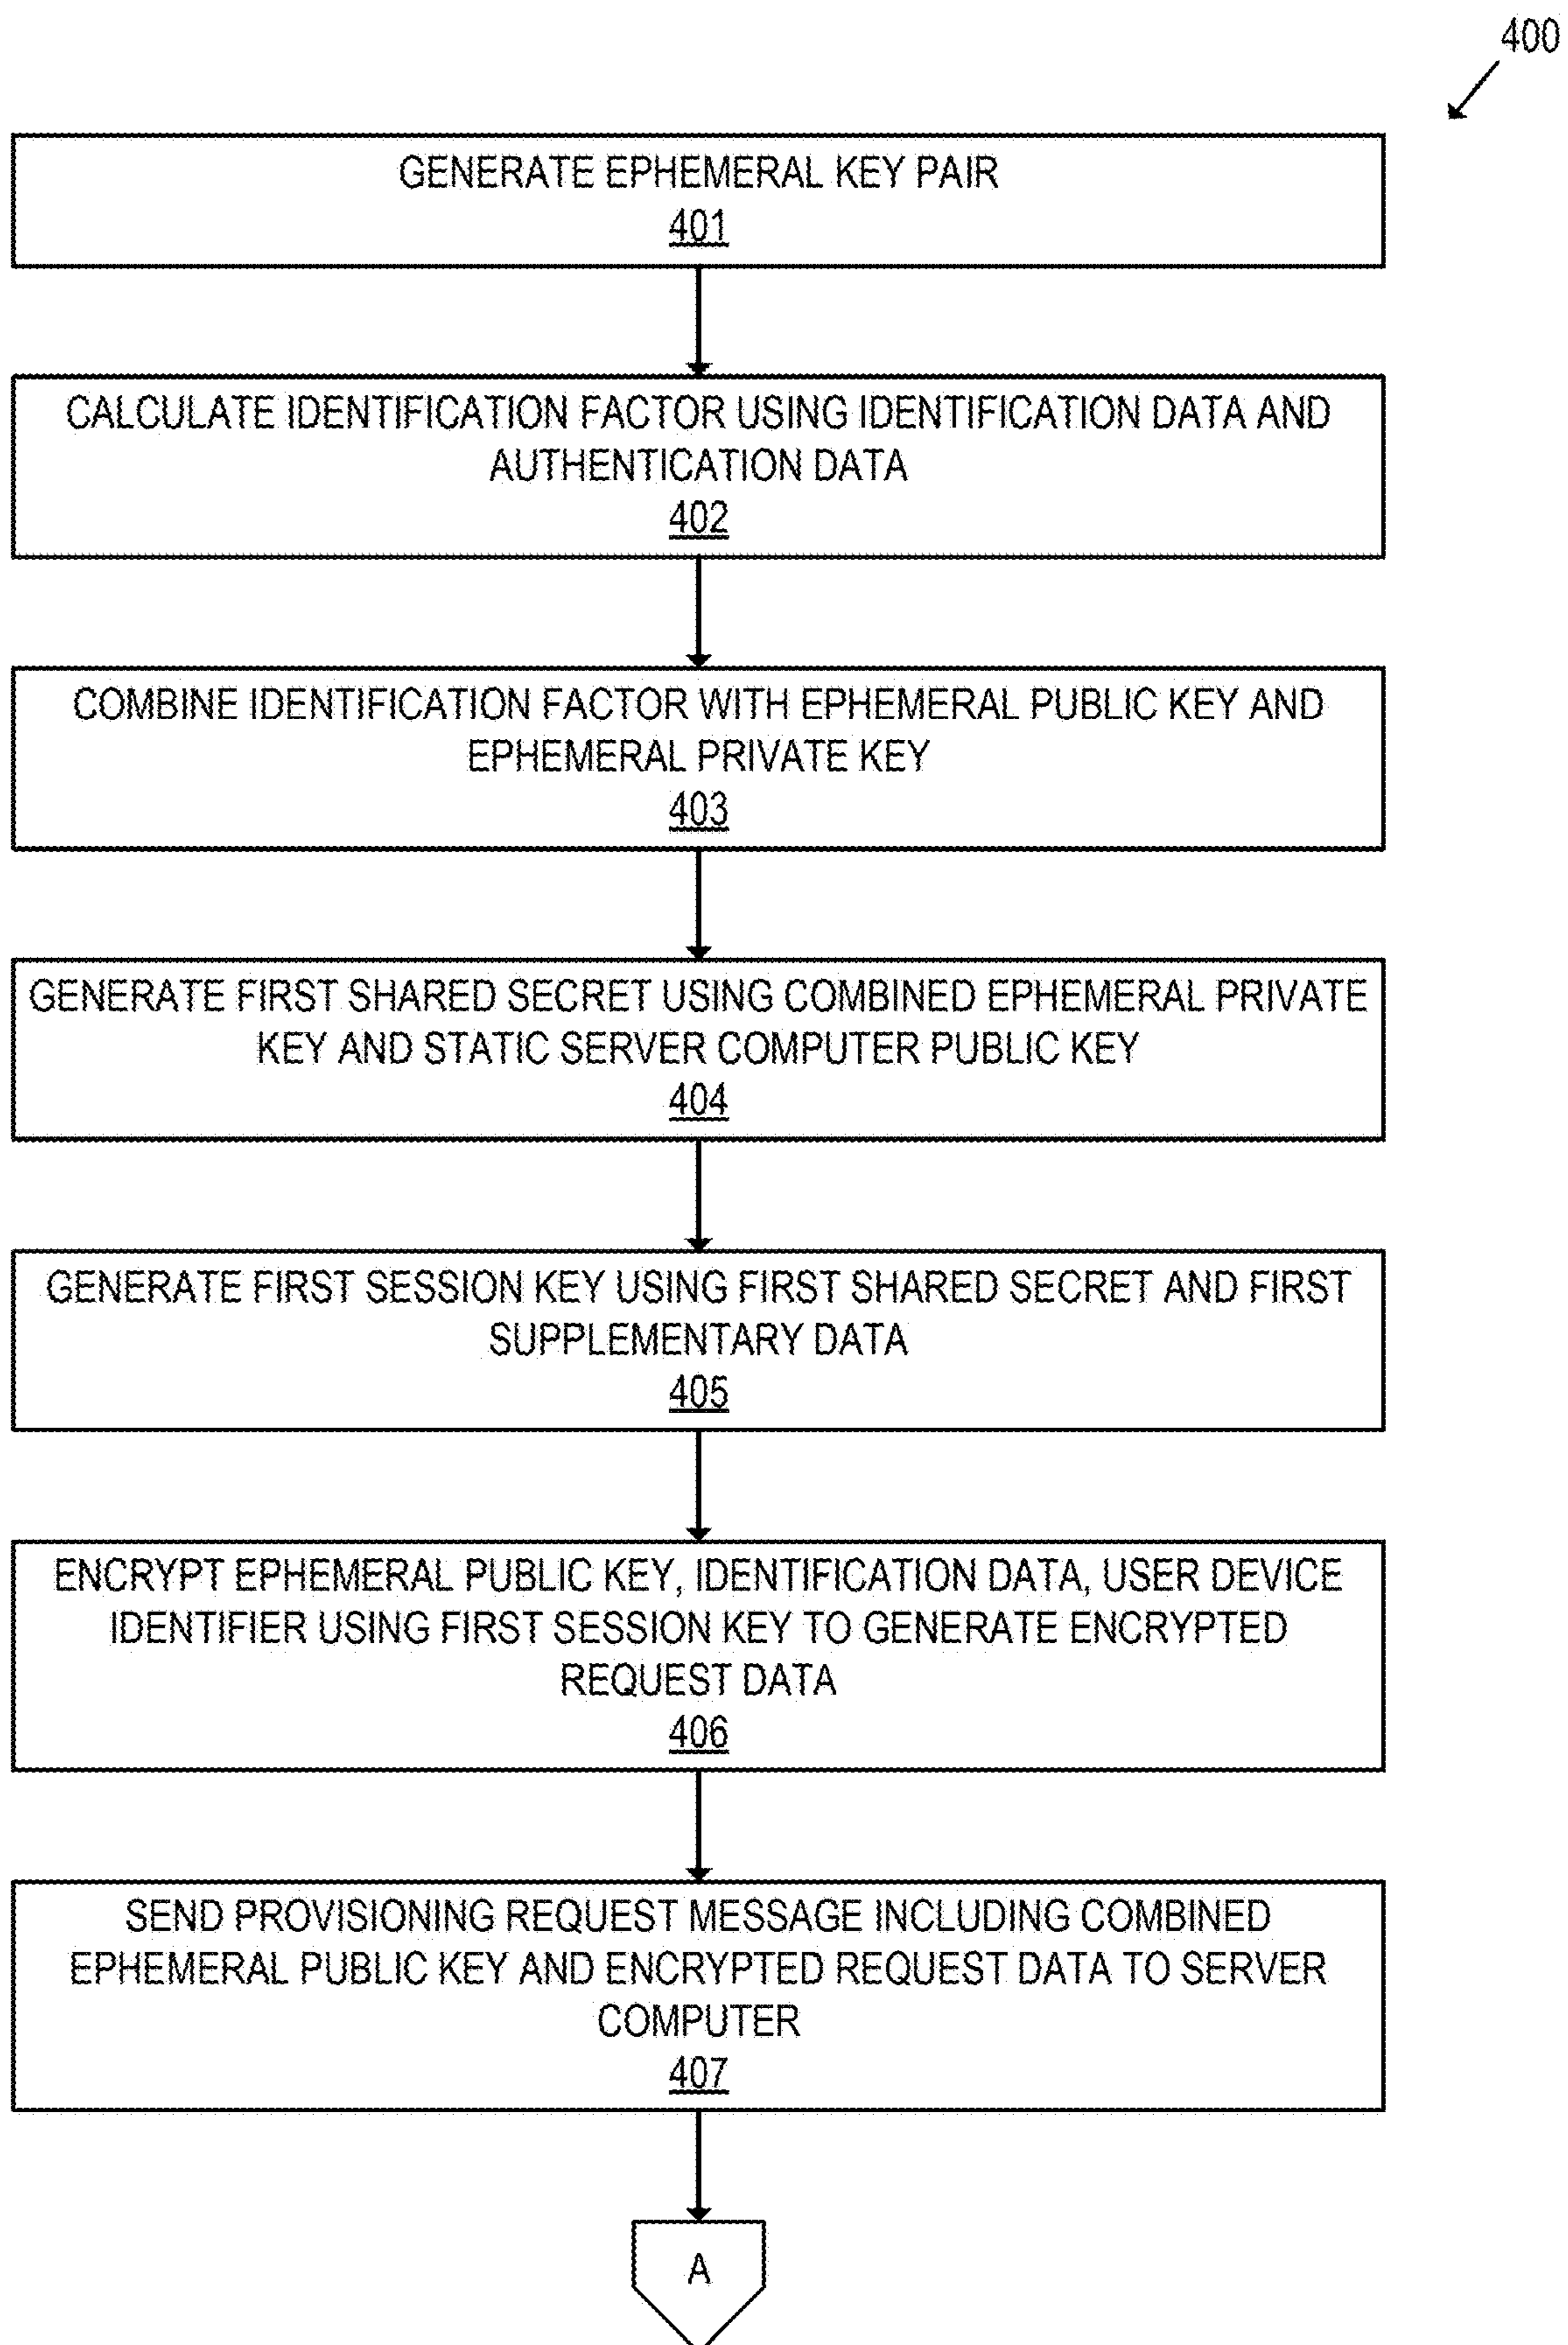 400
GENERATE EPHEMERAL KEY PAIR
401
CALCULATE IDENTIFICATION FACTOR USING IDENTIFICATION DATA AND
AUTHENTICATION DATA
402
COMBINE IDENTIFICATION FACTOR WITH EPHEMERAL PUBLIC KEY AND
EPHEMERAL PRIVATE KEY
403
GENERATE FIRST SHARED SECRET USING COMBINED EPHEMERAL PRIVATE
KEY AND STATIC SERVER COMPUTER PUBLIC KEY
404
GENERATE FIRST SESSION KEY USING FIRST SHARED SECRET AND FIRST
SUPPLEMENTARY DATA
405
ENCRYPT EPHEMERAL PUBLIC KEY, IDENTIFICATION DATA, USER DEVICE
IDENTIFIER USING FIRST SESSION KEY TO GENERATE ENCRYPTED
REQUEST DATA
406
SEND PROVISIONING REQUEST MESSAGE INCLUDING COMBINED
EPHEMERAL PUBLIC KEY AND ENCRYPTED REQUEST DATA TO SERVER
COMPUTER
407
A